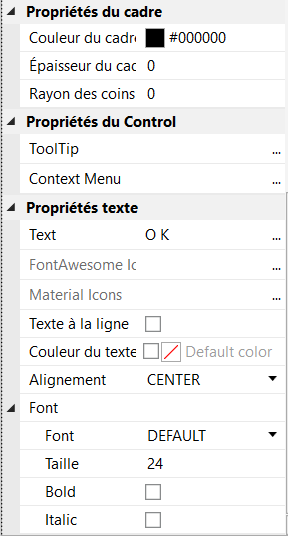 Propriétés du cadre
Couleur du cadre #000000
Épaisseur du cac 0
Rayon des coins 0
Propriétés du Control
ToolTip ...
Context Menu ...
Propriétés texte
Text O K ...
FontAwesome Ic ...
Material Icons ...
Texte à la ligne
Couleur du texte Default color
Alignement CENTER
Font
Font DEFAULT
Taille 24
Bold
Italic